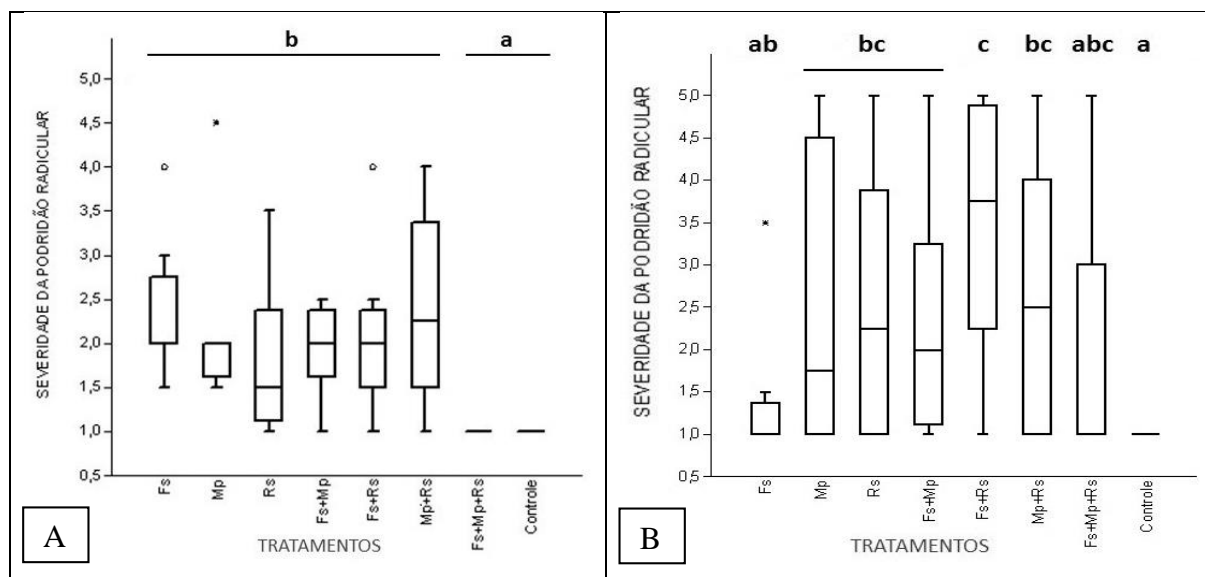 b a
SEVERIDADE DA PODRIDÃO RADICULAR
5,0
4,5
4,0
3,5
3,0
2,5
2,0
1,5
1,0
0,5
Fs Mp Rs Fs+Mp Fs+Rs Mp+Rs Fs+Mp+Rs Controle
TRATAMENTOS
A
ab bc c bc abc a
SEVERIDADE DA PODRIDÃO RADICULAR
5,0
4,5
4,0
3,5
3,0
2,5
2,0
1,5
1,0
0,5
Fs Mp Rs Fs+Mp Fs+Rs Mp+Rs Fs+Mp+Rs Controle
TRATAMENTOS
B